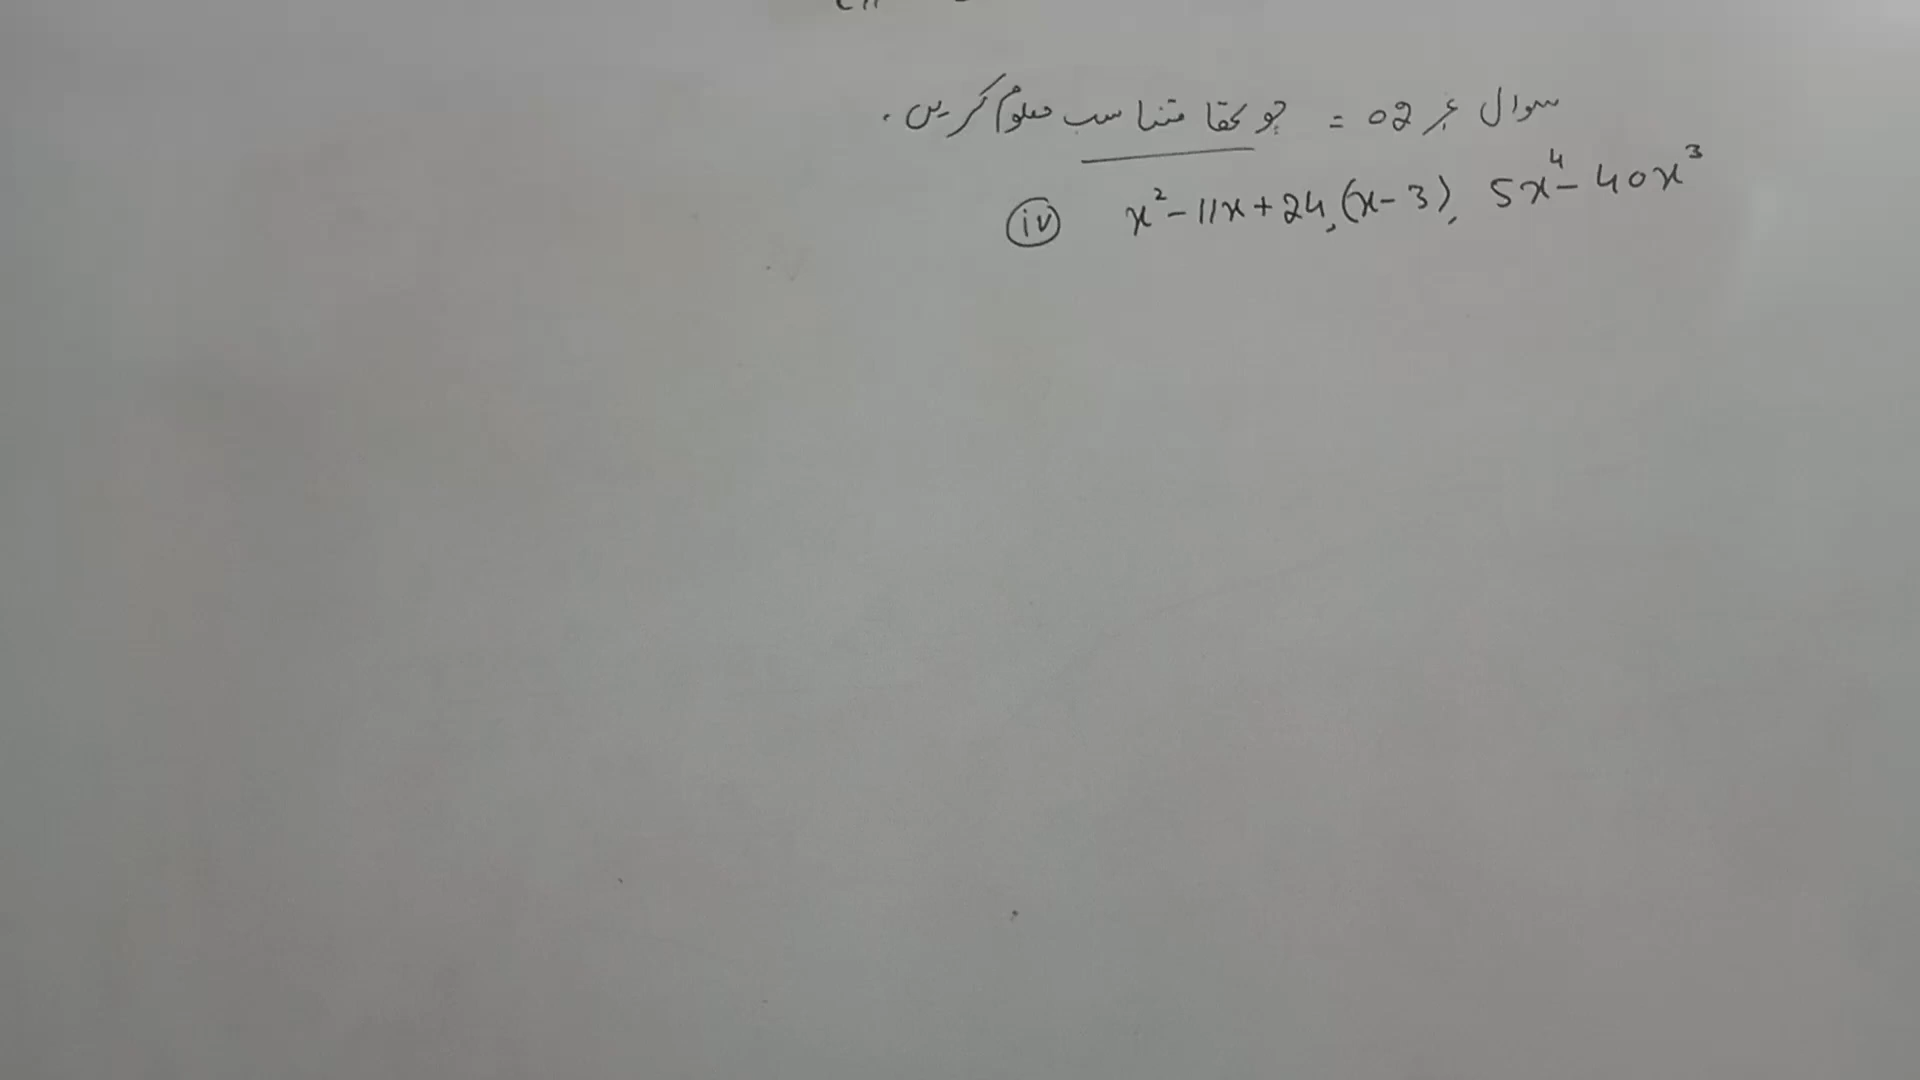 سوال نمبر 02 = چوتھا متناسب معلوم کریں.
(iv) x² - 11x + 24, (x - 3), 5x⁴ - 40x³